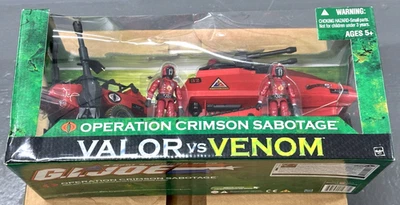 WARNING:
CHOKING HAZARD-Small parts.
Not for children under 3 years.
AGES 5+
OPERATION CRIMSON SABOTAGE
VALOR vs VENOM
G.I. JOE
OPERATION CRIMSON SABOTAGE